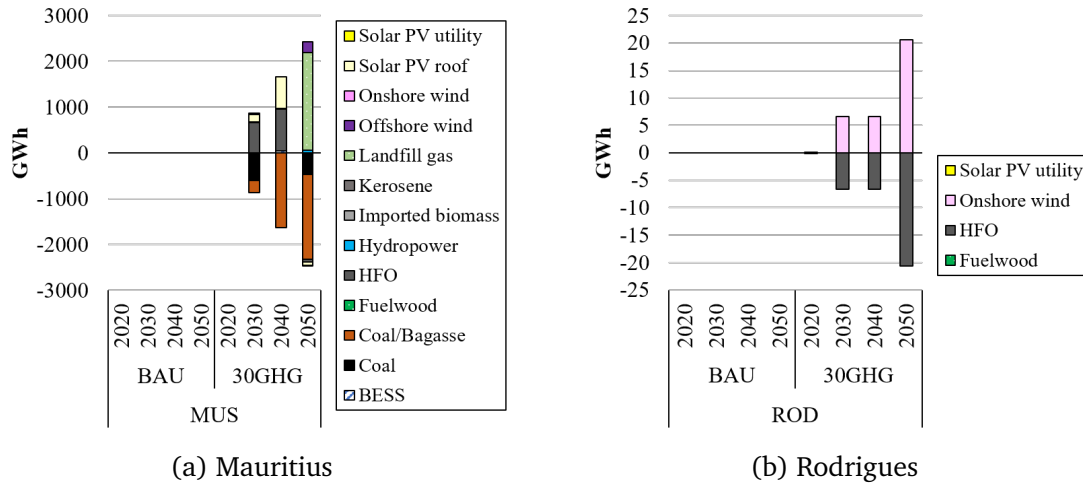 GWh
3000
2000
1000
0
-1000
-2000
-3000
2020
2030
2040
2050
2020
2030
2040
2050
BAU
30GHG
MUS
Solar PV utility
Solar PV roof
Onshore wind
Offshore wind
Landfill gas
Kerosene
Imported biomass
Hydropower
HFO
Fuelwood
Coal/Bagasse
Coal
BESS
(a) Mauritius
GWh
25
20
15
10
5
0
-5
-10
-15
-20
-25
2020
2030
2040
2050
2020
2030
2040
2050
BAU
30GHG
ROD
Solar PV utility
Onshore wind
HFO
Fuelwood
(b) Rodrigues